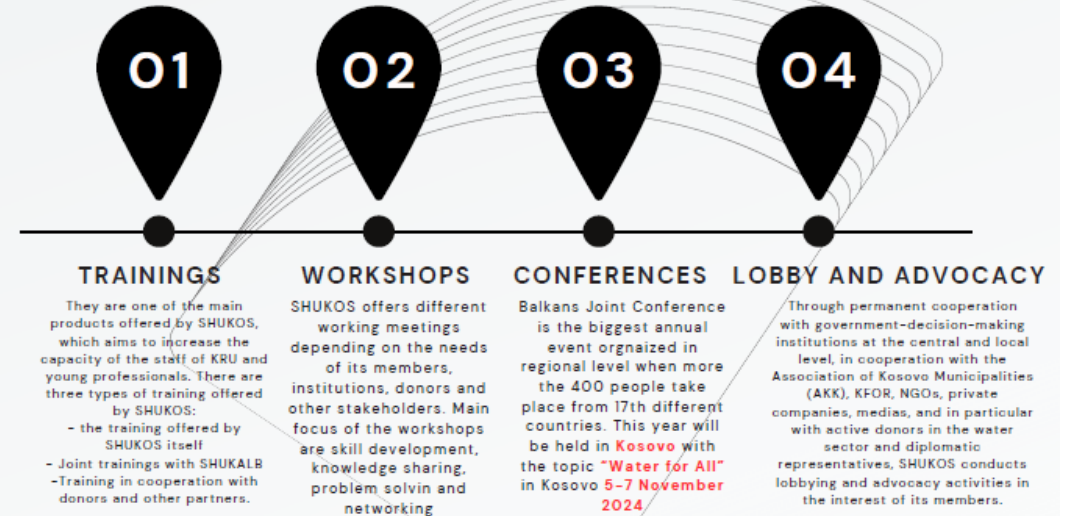 01
02
03
04
TRAININGS
They are one of the main
products offered by SHUKOS,
which aims to increase the
capacity of the staff of KRU and
young professionals. There are
three types of training offered
by SHUKOS:
- the training offered by
SHUKOS itself
- Joint trainings with SHUKALB
-Training in cooperation with
donors and other partners.
WORKSHOPS
SHUKOS offers different
working meetings
depending on the needs
of its members,
institutions, donors and
other stakeholders. Main
focus of the workshops
are skill development,
knowledge sharing,
problem solvin and
networking
CONFERENCES
Balkans Joint Conference
is the biggest annual
event orgnaized in
regional level when more
the 400 people take
place from 17th different
countries. This year will
be held in Kosovo with
the topic “Water for All”
in Kosovo 5-7 November
2024
LOBBY AND ADVOCACY
Through permanent cooperation
with government-decision-making
institutions at the central and local
level, in cooperation with the
Association of Kosovo Municipalities
(AKK), KFOR, NGOs, private
companies, medias, and in particular
with active donors in the water
sector and diplomatic
representatives, SHUKOS conducts
lobbying and advocacy activities in
the interest of its members.